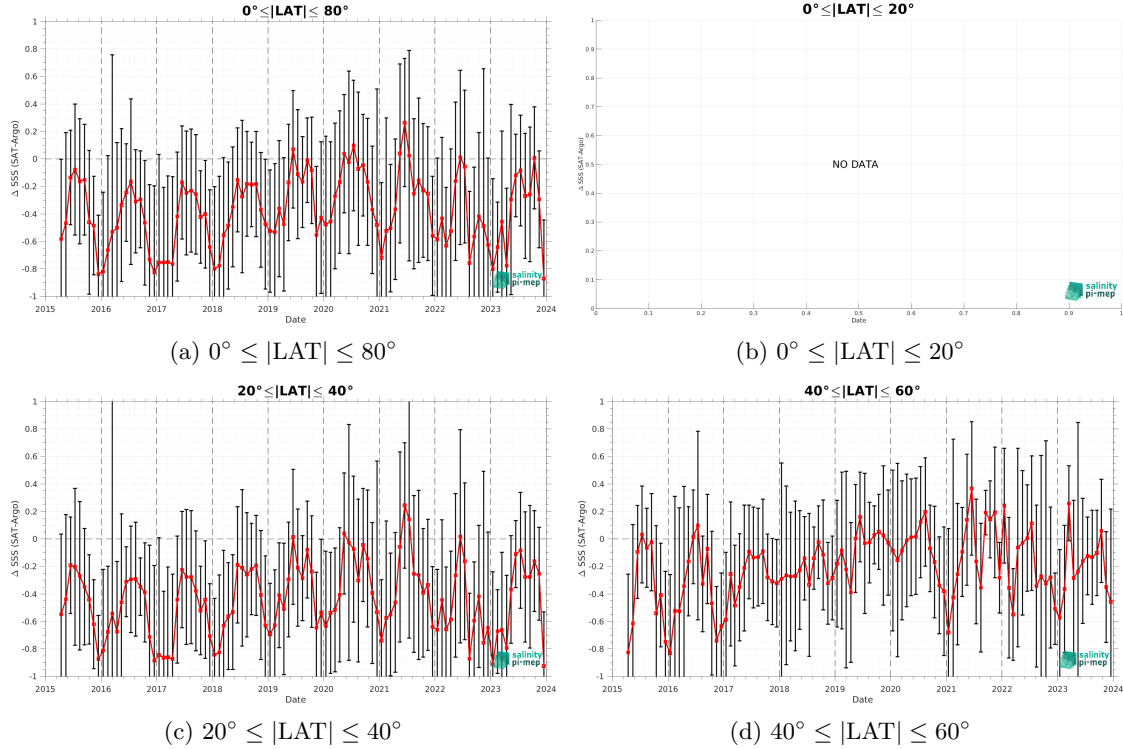 0°≤|LAT|≤ 80°
1
0.8
0.6
0.4
0.2
0
-0.2
-0.4
-0.6
-0.8
-1
Δ SSS (SAT-Argo)
2015 2016 2017 2018 2019 2020 2021 2022 2023 2024
Date
salinity
pi-mep
(a) 0° ≤ |LAT| ≤ 80°
0°≤|LAT|≤ 20°
1
0.9
0.8
0.7
0.6
0.5
0.4
0.3
0.2
0.1
0
Δ SSS (SAT-Argo)
NO DATA
0 0.1 0.2 0.3 0.4 0.5 0.6 0.7 0.8 0.9 1
Date
salinity
pi-mep
(b) 0° ≤ |LAT| ≤ 20°
20°≤|LAT|≤ 40°
1
0.8
0.6
0.4
0.2
0
-0.2
-0.4
-0.6
-0.8
-1
Δ SSS (SAT-Argo)
2015 2016 2017 2018 2019 2020 2021 2022 2023 2024
Date
salinity
pi-mep
(c) 20° ≤ |LAT| ≤ 40°
40°≤|LAT|≤ 60°
1
0.8
0.6
0.4
0.2
0
-0.2
-0.4
-0.6
-0.8
-1
Δ SSS (SAT-Argo)
2015 2016 2017 2018 2019 2020 2021 2022 2023 2024
Date
salinity
pi-mep
(d) 40° ≤ |LAT| ≤ 60°